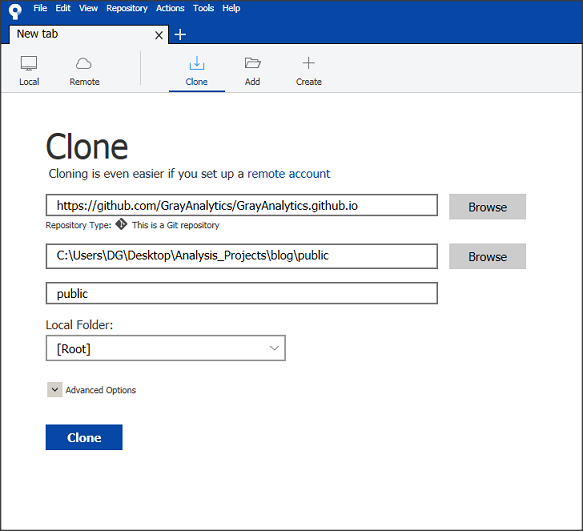 File Edit View Repository Actions Tools Help
New tab
Local Remote Clone Add Create
Clone
Cloning is even easier if you set up a remote account
https://github.com/GrayAnalytics/GrayAnalytics.github.io Browse
Repository Type: This is a Git repository
C:\Users\DG\Desktop\Analysis_Projects\blog\public Browse
public
Local Folder:
[Root]
Advanced Options
Clone